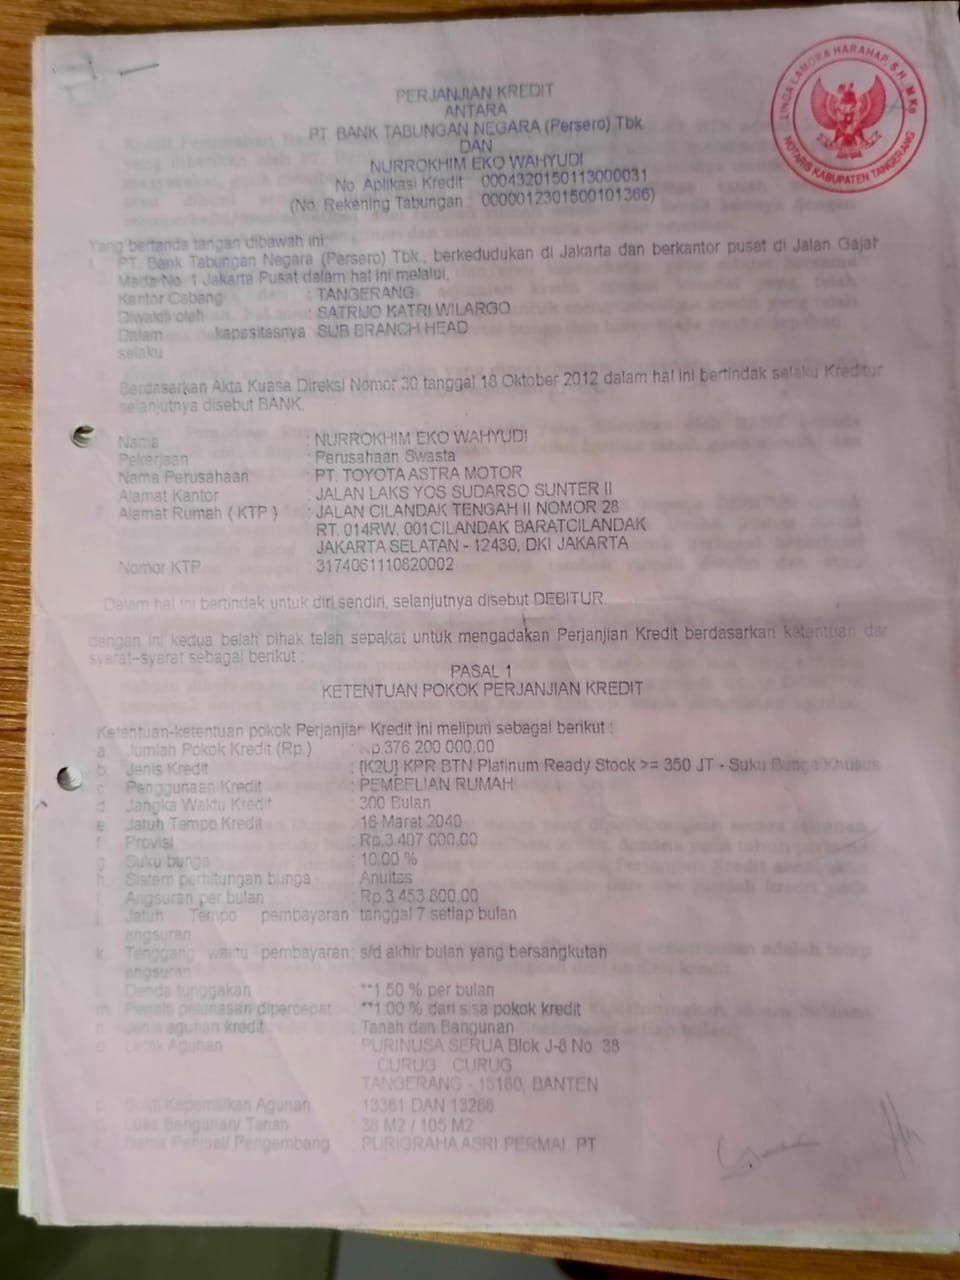 PERJANJIAN KREDIT
ANTARA
PT. BANK TABUNGAN NEGARA (Persero) Tbk.
DAN
NURROKHIM EKO WAHYUDI
No. Aplikasi Kredit : 0004320150113000031
(No. Rekening Tabungan : 0000012301500101366)
LINDA LAMORA HARAHAP, S.H., M.Kn
NOTARIS KABUPATEN TANGERANG
Yang bertanda tangan dibawah ini:
1. PT. Bank Tabungan Negara (Persero) Tbk., berkedudukan di Jakarta dan berkantor pusat di Jalan Gajah
Mada No. 1 Jakarta Pusat dalam hal ini melalui,
Kantor Cabang : TANGERANG
Diwakili oleh : SATRIJO KATRI WILARGO
Dalam kapasitasnya : SUB BRANCH HEAD
selaku
Berdasarkan Akta Kuasa Direksi Nomor 30 tanggal 18 Oktober 2012 dalam hal ini bertindak selaku Kreditur
selanjutnya disebut BANK.
Nama : NURROKHIM EKO WAHYUDI
Pekerjaan : Perusahaan Swasta
Nama Perusahaan : PT. TOYOTA ASTRA MOTOR
Alamat Kantor : JALAN LAKS YOS SUDARSO SUNTER II
Alamat Rumah ( KTP ) : JALAN CILANDAK TENGAH II NOMOR 28
RT. 014RW. 001CILANDAK BARATCILANDAK
JAKARTA SELATAN - 12430, DKI JAKARTA
Nomor KTP : 3174061110820002
Dalam hal ini bertindak untuk diri sendiri, selanjutnya disebut DEBITUR.
dengan ini kedua belah pihak telah sepakat untuk mengadakan Perjanjian Kredit berdasarkan ketentuan dan
syarat–syarat sebagai berikut :
PASAL 1
KETENTUAN POKOK PERJANJIAN KREDIT
Ketentuan-ketentuan pokok Perjanjian Kredit ini meliputi sebagai berikut :
a. Jumlah Pokok Kredit (Rp.) : Rp.376.200.000,00
b. Jenis Kredit : [K2U] KPR BTN Platinum Ready Stock >= 350 JT - Suku Bunga Khusus
c. Penggunaan Kredit : PEMBELIAN RUMAH
d. Jangka Waktu Kredit : 300 Bulan
e. Jatuh Tempo Kredit : 16 Maret 2040
f. Provisi : Rp.3.407.000,00
g. Suku bunga : 10.00 %
h. Sistem perhitungan bunga : Anuitas
i. Angsuran per bulan : Rp.3.453.800,00
j. Jatuh Tempo pembayaran : tanggal 7 setiap bulan
angsuran
k. Tenggang waktu pembayaran : s/d akhir bulan yang bersangkutan
angsuran
l. Denda tunggakan : **1.50 % per bulan
m. Penalti pelunasan dipercepat : **1.00 % dari sisa pokok kredit
n. Jenis agunan kredit : Tanah dan Bangunan
o. Letak Agunan : PURINUSA SERUA Blok J-8 No. 38
CURUG CURUG
TANGERANG - 15180, BANTEN
p. Bukti Kepemilikan Agunan : 13361 DAN 13266
q. Luas Bangunan/ Tanah : 38 M2 / 105 M2
r. Nama Penjual/ Pengembang : PURIGRAHA ASRI PERMAI. PT